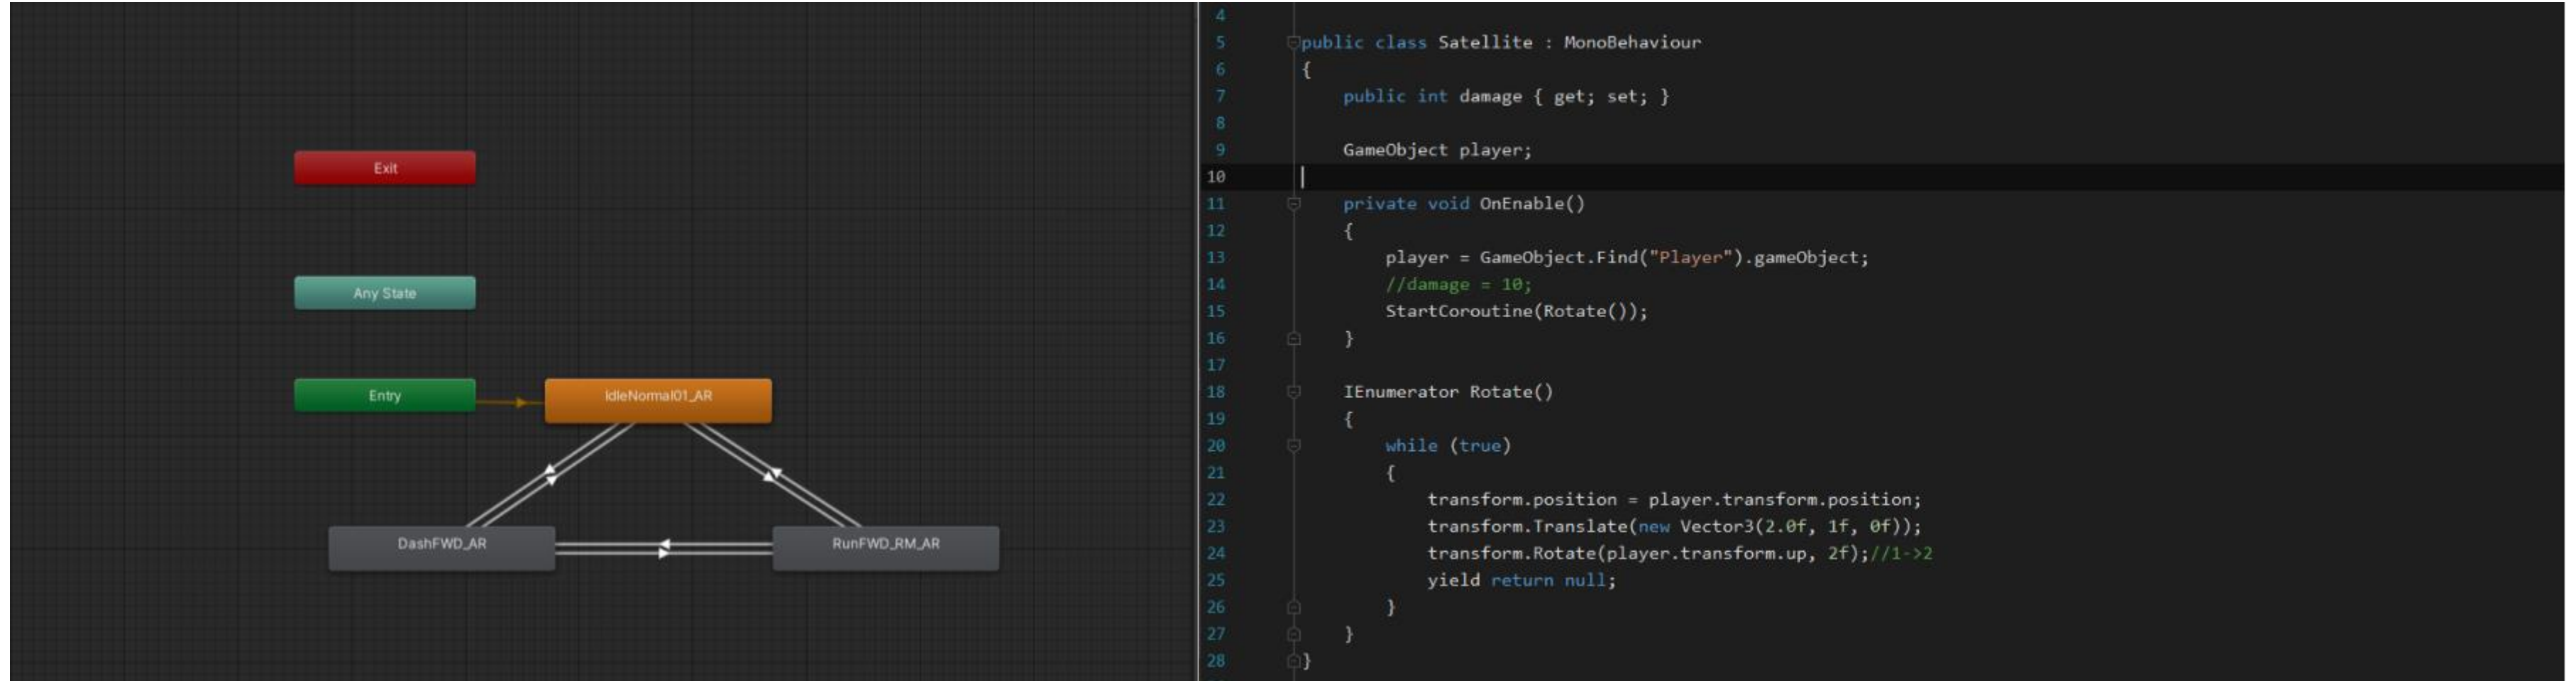 Exit
Any State
Entry
IdleNormal01_AR
DashFWD_AR
RunFWD_RM_AR
4
5 public class Satellite : MonoBehaviour
6 {
7 public int damage { get; set; }
8
9 GameObject player;
10
11 private void OnEnable()
12 {
13 player = GameObject.Find("Player").gameObject;
14 //damage = 10;
15 StartCoroutine(Rotate());
16 }
17
18 IEnumerator Rotate()
19 {
20 while (true)
21 {
22 transform.position = player.transform.position;
23 transform.Translate(new Vector3(2.0f, 1f, 0f));
24 transform.Rotate(player.transform.up, 2f);//1->2
25 yield return null;
26 }
27 }
28 }